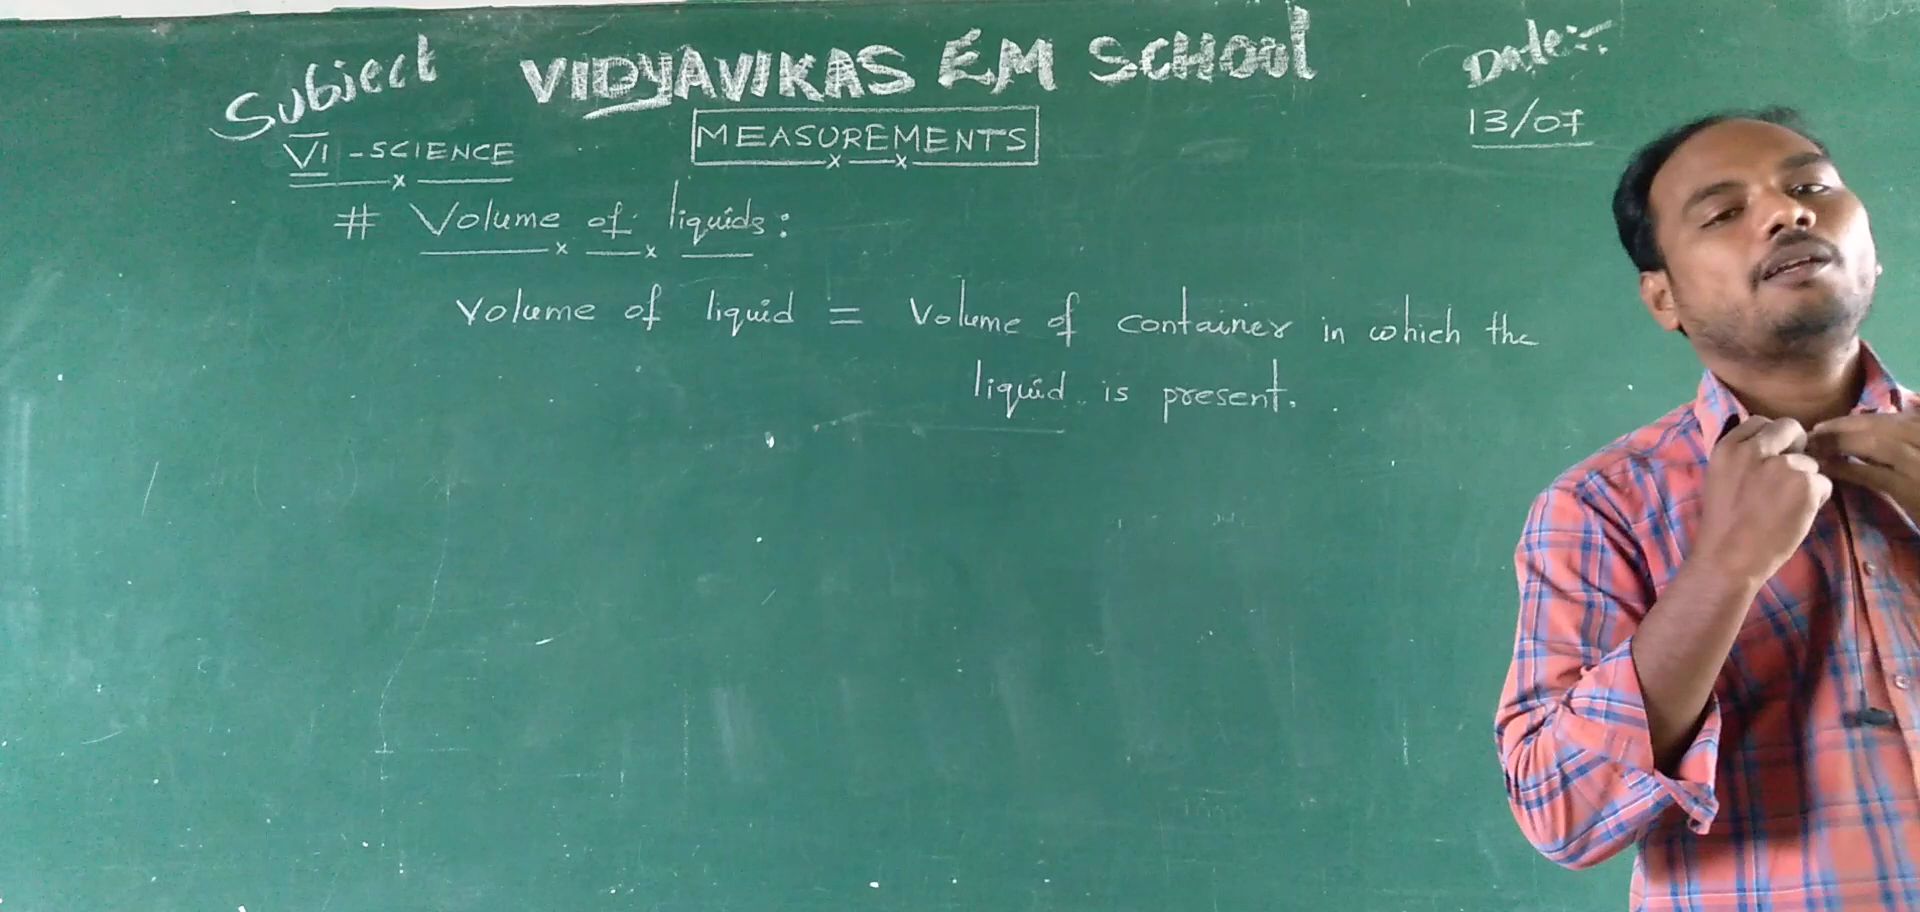 Subject VIDYAVIKAS EM SCHOOL Date:-
VI - SCIENCE MEASUREMENTS 13/07
# Volume of liquids:
Volume of liquid = Volume of container in which the
liquid is present.